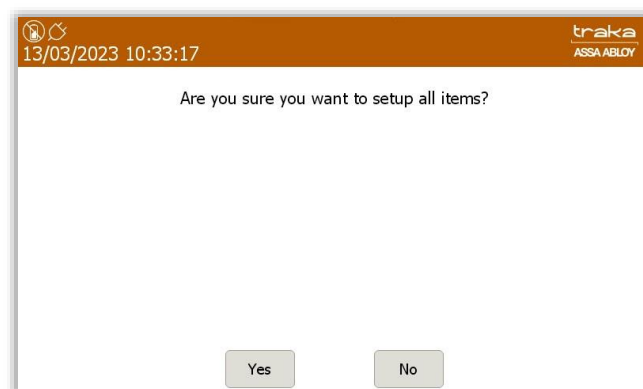 traka
13/03/2023 10:33:17
ASSA ABLOY
Are you sure you want to setup all items?
Yes
No